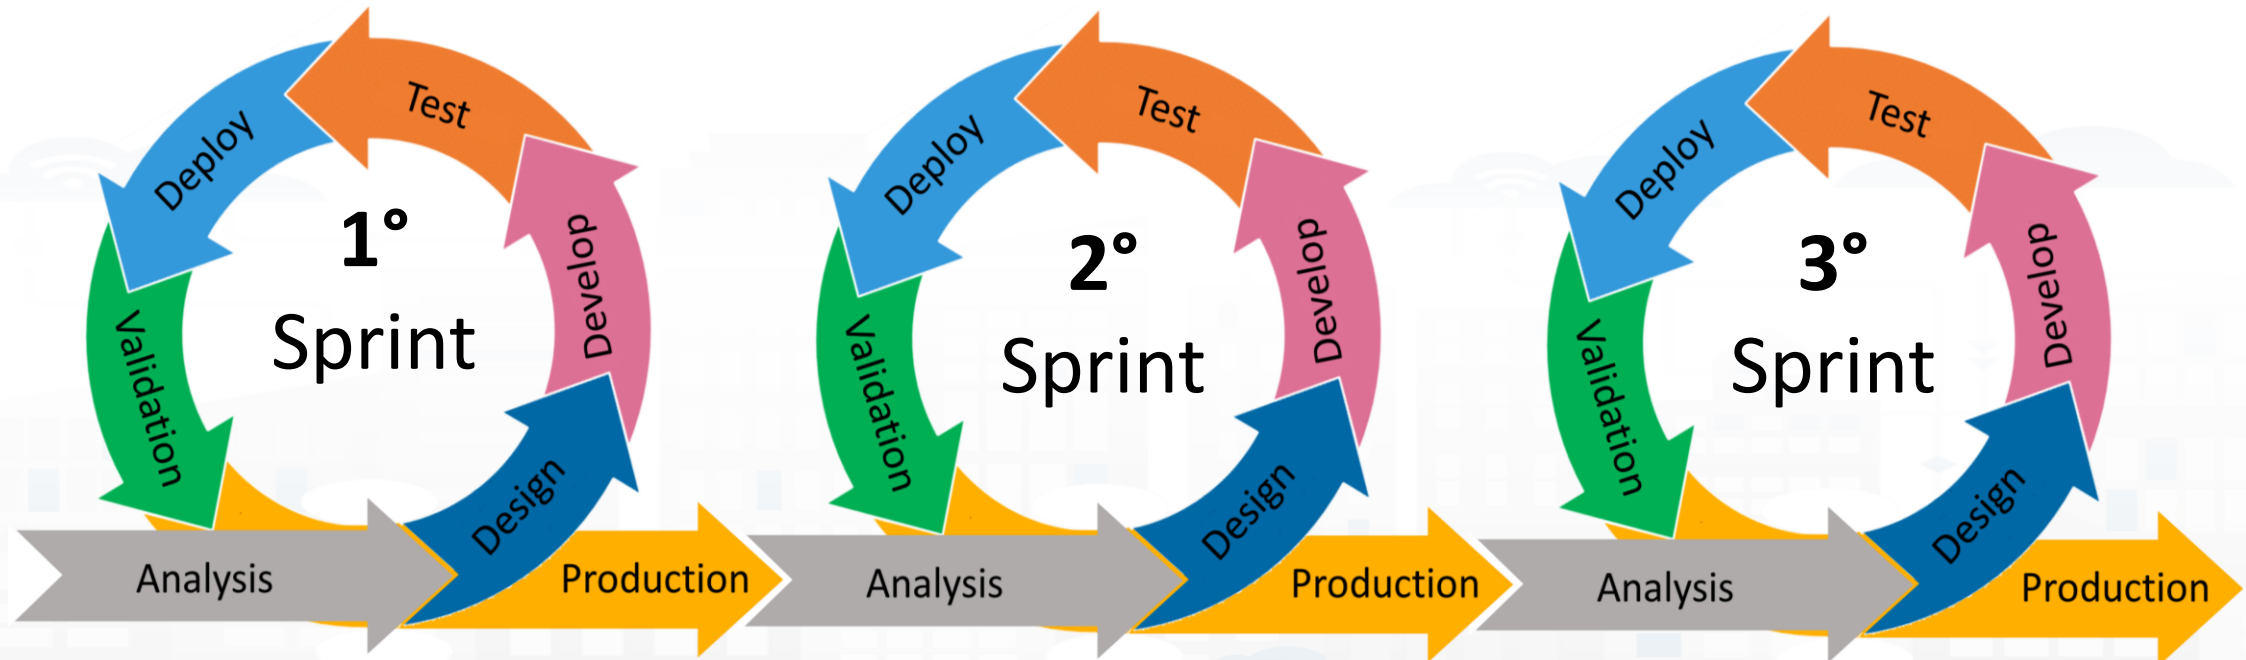 Test
Deploy
1°
Sprint
Develop
Validation
Design
Analysis
Production
Test
Deploy
2°
Sprint
Develop
Validation
Design
Analysis
Production
Test
Deploy
3°
Sprint
Develop
Validation
Design
Analysis
Production